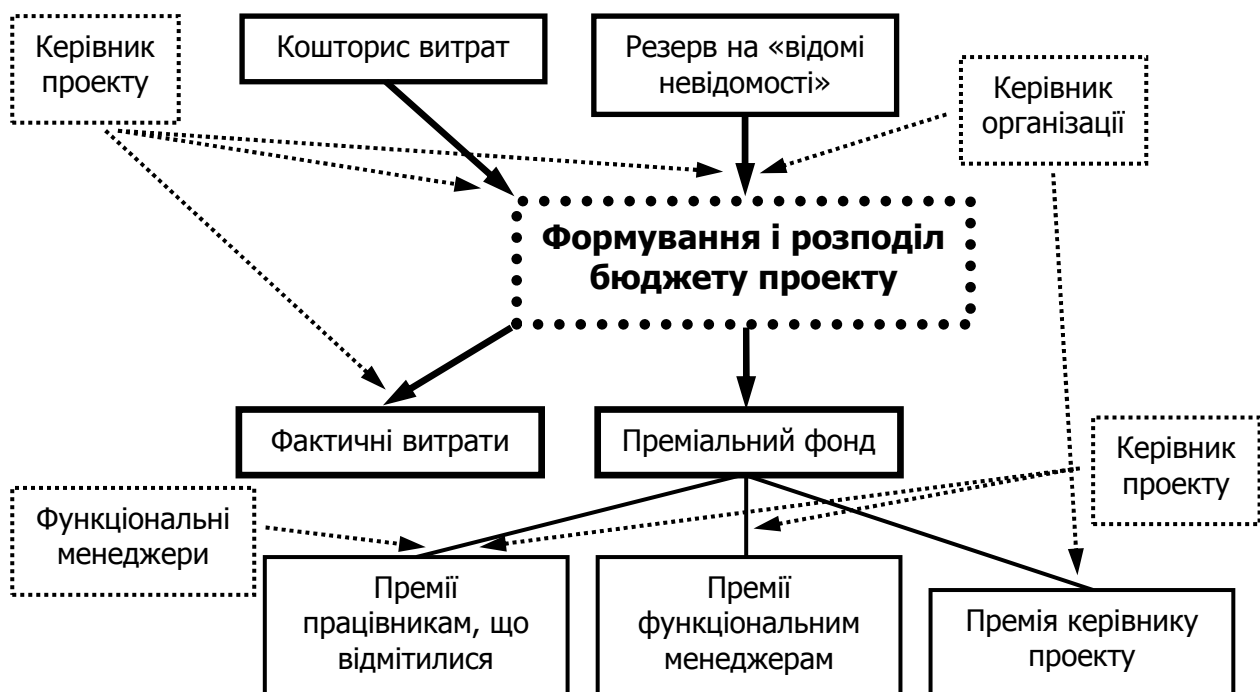 Керівник
проекту
Кошторис витрат
Резерв на «відомі
невідомості»
Керівник
організації
Формування і розподіл
бюджету проекту
Фактичні витрати
Преміальний фонд
Керівник
проекту
Функціональні
менеджери
Премії
працівникам, що
відмітилися
Премії
функціональним
менеджерам
Премія керівнику
проекту